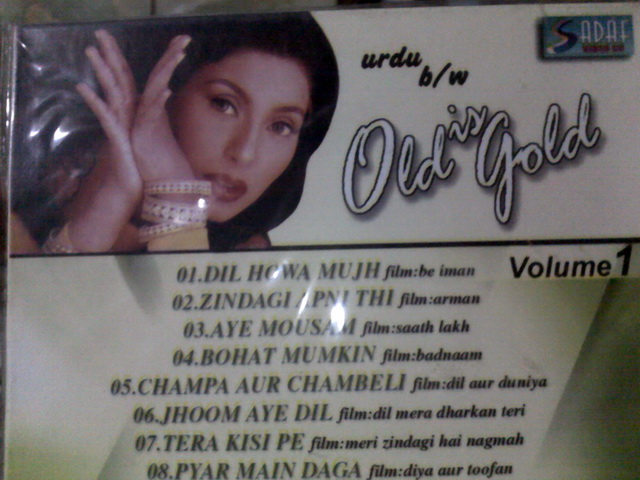 SADAF
urdu
b/w
Old is Gold
Volume 1
01.DIL HOWA MUJH film:be iman
02.ZINDAGI APNI THI film:arman
03.AYE MOUSAM film:saath lakh
04.BOHAT MUMKIN film:badnaam
05.CHAMPA AUR CHAMBELI film:dil aur duniya
06.JHOOM AYE DIL film:dil mera dharkan teri
07.TERA KISI PE film:meri zindagi hai nagmah
08.PYAR MAIN DAGA film:diya aur toofan